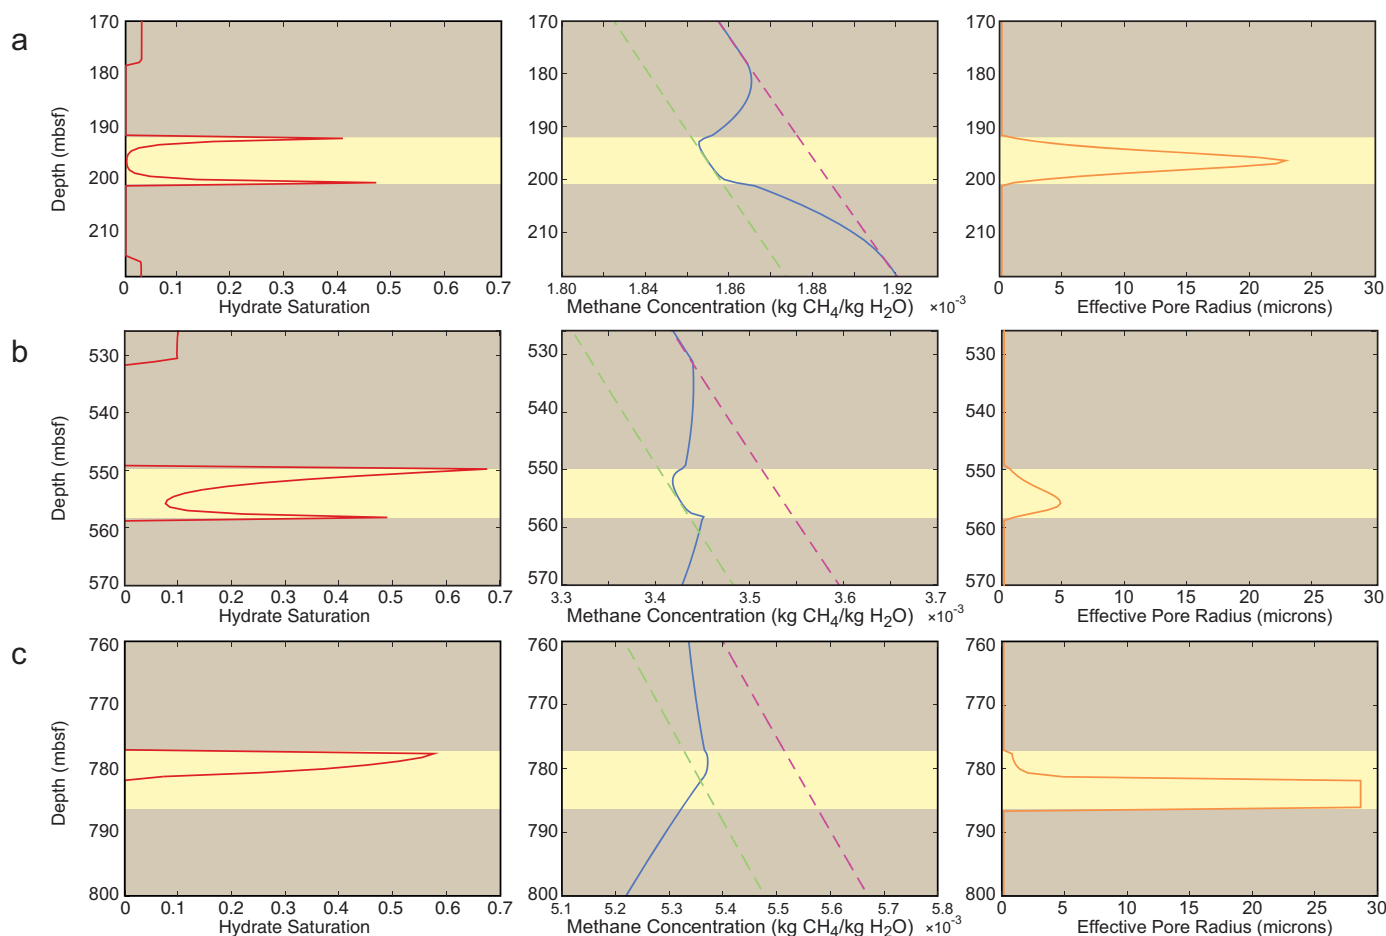 a
Depth (mbsf)
170
180
190
200
210
0 0.1 0.2 0.3 0.4 0.5 0.6 0.7
Hydrate Saturation
170
180
190
200
210
1.80 1.84 1.86 1.88 1.92
Methane Concentration (kg CH4/kg H2O) ×10-3
170
180
190
200
210
0 5 10 15 20 25 30
Effective Pore Radius (microns)
b
Depth (mbsf)
530
540
550
560
570
0 0.1 0.2 0.3 0.4 0.5 0.6 0.7
Hydrate Saturation
530
540
550
560
570
3.3 3.4 3.5 3.6 3.7
Methane Concentration (kg CH4/kg H2O) ×10-3
530
540
550
560
570
0 5 10 15 20 25 30
Effective Pore Radius (microns)
c
Depth (mbsf)
760
770
780
790
800
0 0.1 0.2 0.3 0.4 0.5 0.6 0.7
Hydrate Saturation
760
770
780
790
800
5.1 5.2 5.3 5.4 5.6 5.7 5.8
Methane Concentration (kg CH4/kg H2O) ×10-3
760
770
780
790
800
0 5 10 15 20 25 30
Effective Pore Radius (microns)